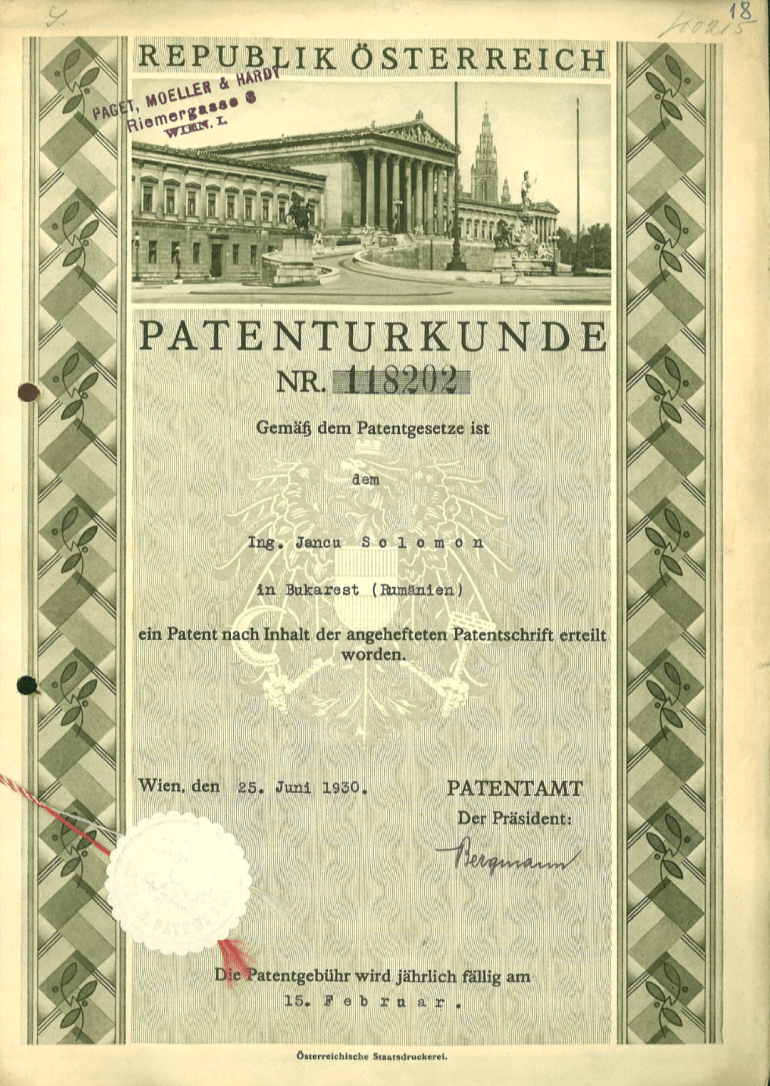 18
REPUBLIK ÖSTERREICH
PAGET, MOELLER & HARDY
Riemergasse 6
WIEN, I.
PATENTURKUNDE
NR. 118202
Gemäß dem Patentgesetze ist
dem
Ing. Jancu Solomon
in Bukarest (Rumänien)
ein Patent nach Inhalt der angehefteten Patentschrift erteilt
worden.
Wien, den 25. Juni 1930.
PATENTAMT
Der Präsident:
Bergmann
Die Patentgebühr wird jährlich fällig am
15. Februar.
Österreichische Staatsdruckerei.